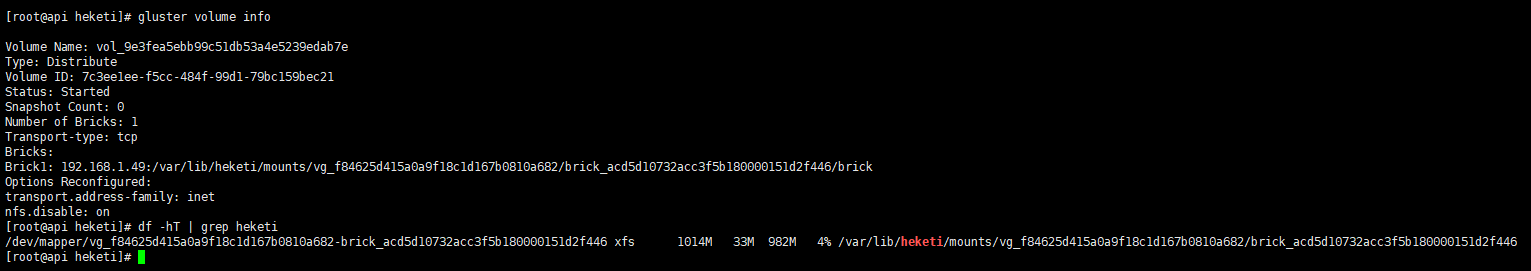 [root@api heketi]# gluster volume info
Volume Name: vol_9e3fea5ebb99c51db53a4e5239edab7e
Type: Distribute
Volume ID: 7c3ee1ee-f5cc-484f-99d1-79bc159bec21
Status: Started
Snapshot Count: 0
Number of Bricks: 1
Transport-type: tcp
Bricks:
Brick1: 192.168.1.49:/var/lib/heketi/mounts/vg_f84625d415a0a9f18c1d167b0810a682/brick_acd5d10732acc3f5b180000151d2f446/brick
Options Reconfigured:
transport.address-family: inet
nfs.disable: on
[root@api heketi]# df -hT | grep heketi
/dev/mapper/vg_f84625d415a0a9f18c1d167b0810a682-brick_acd5d10732acc3f5b180000151d2f446 xfs      1014M   33M  982M   4% /var/lib/heketi/mounts/vg_f84625d415a0a9f18c1d167b0810a682/brick_acd5d10732acc3f5b180000151d2f446
[root@api heketi]#